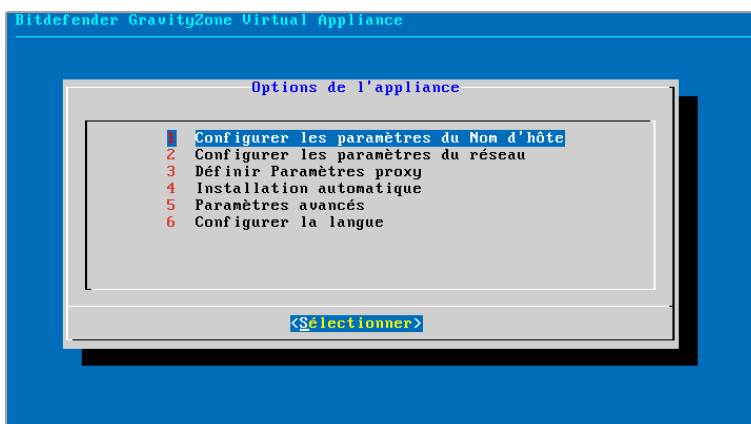 Bitdefender GravityZone Virtual Appliance
Options de l'appliance
1 Configurer les paramètres du Nom d'hôte
2 Configurer les paramètres du réseau
3 Définir Paramètres proxy
4 Installation automatique
5 Paramètres avancés
6 Configurer la langue
<Sélectionner>